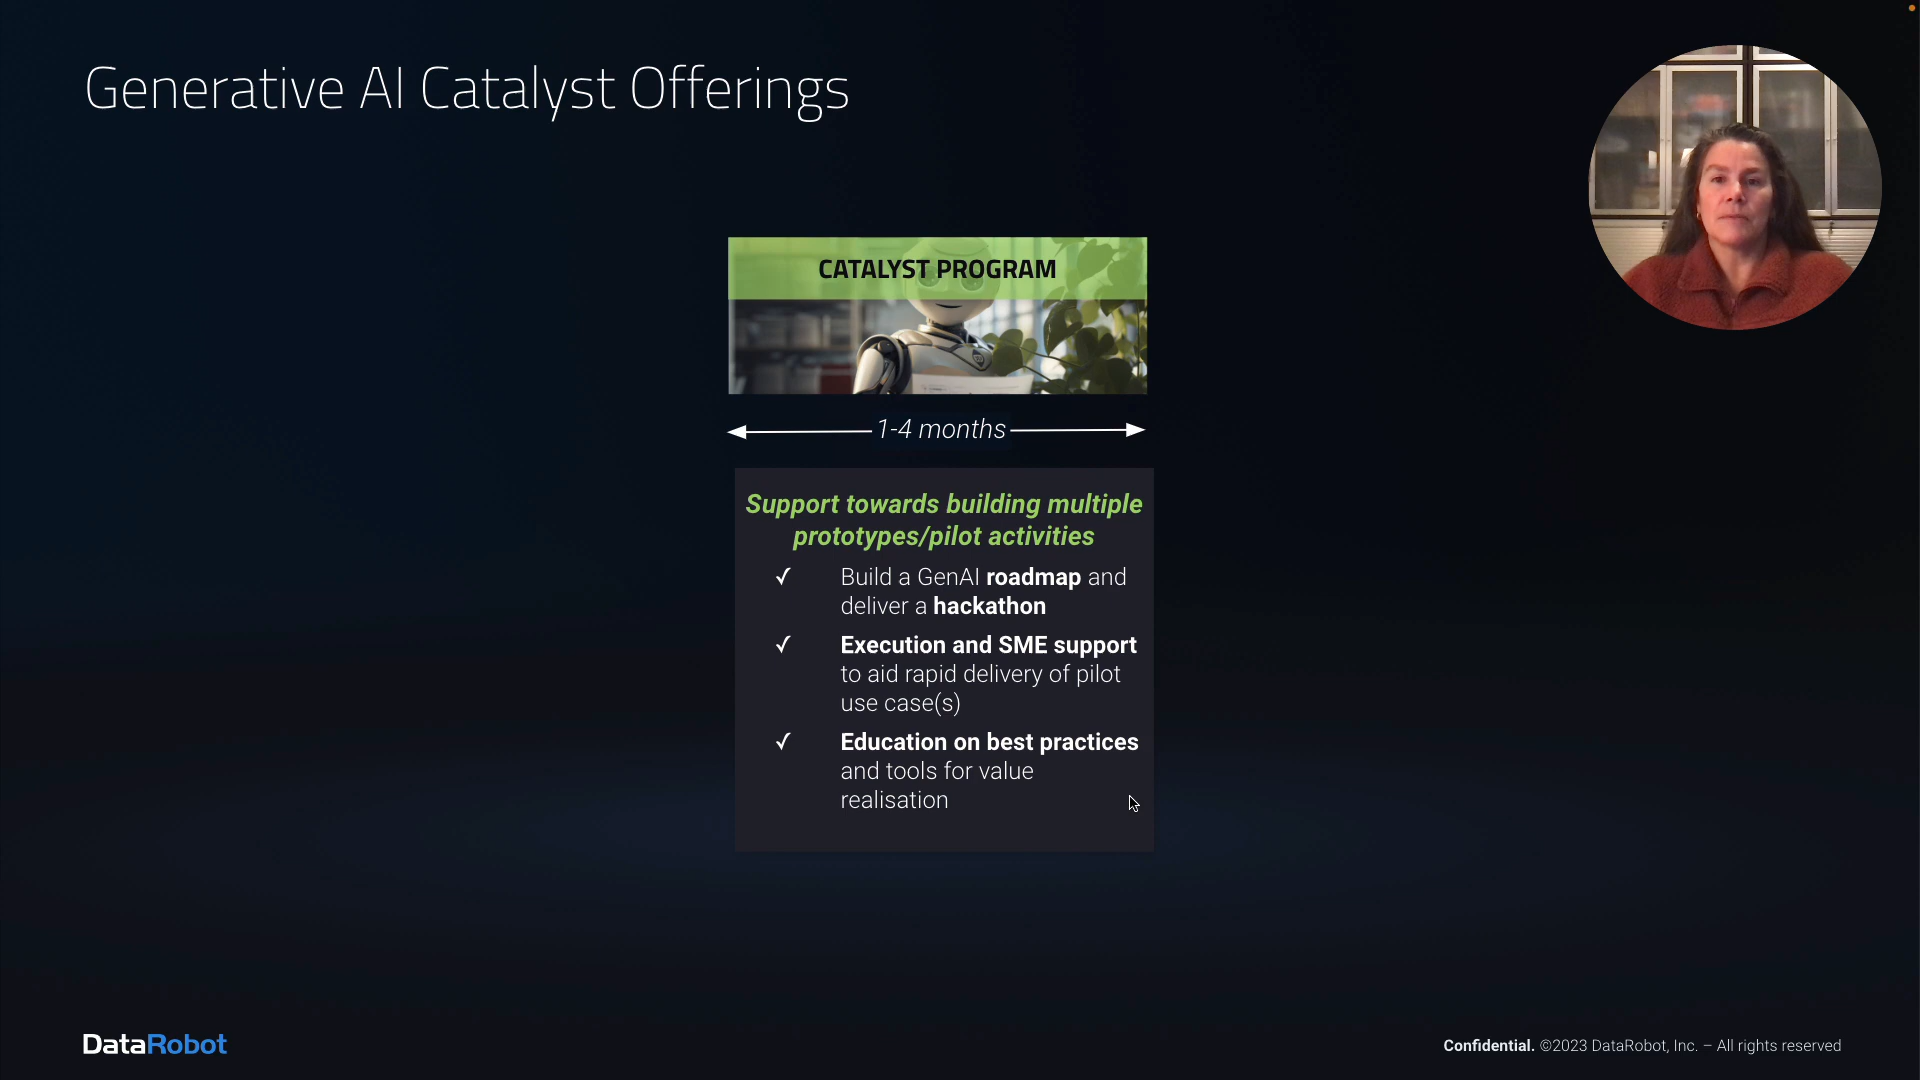 Generative AI Catalyst Offerings
CATALYST PROGRAM
1-4 months
Support towards building multiple
prototypes/pilot activities
✓ Build a GenAI roadmap and
deliver a hackathon
✓ Execution and SME support
to aid rapid delivery of pilot
use case(s)
✓ Education on best practices
and tools for value
realisation
DataRobot
Confidential. ©2023 DataRobot, Inc. – All rights reserved